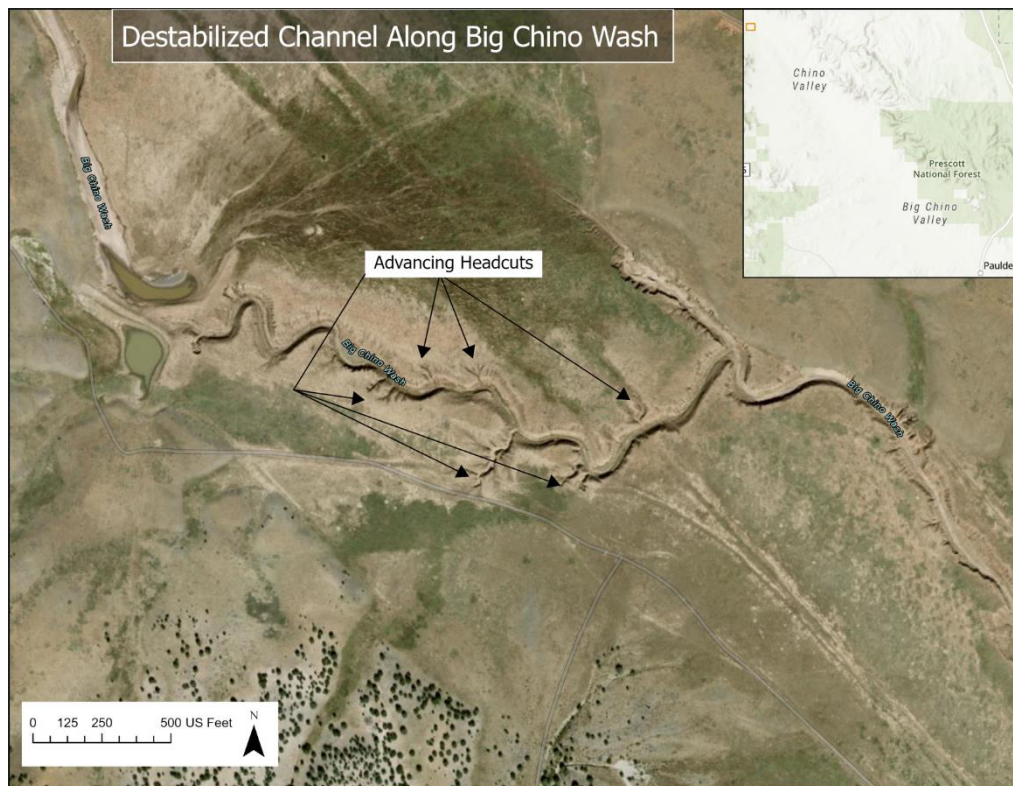 Destabilized Channel Along Big Chino Wash
Chino
Valley
Prescott
National Forest
Big Chino
Valley
Paulde
Big Chino Wash
Advancing Headcuts
Big Chino Wash
Big Chino Wash
0 125 250 500 US Feet
N